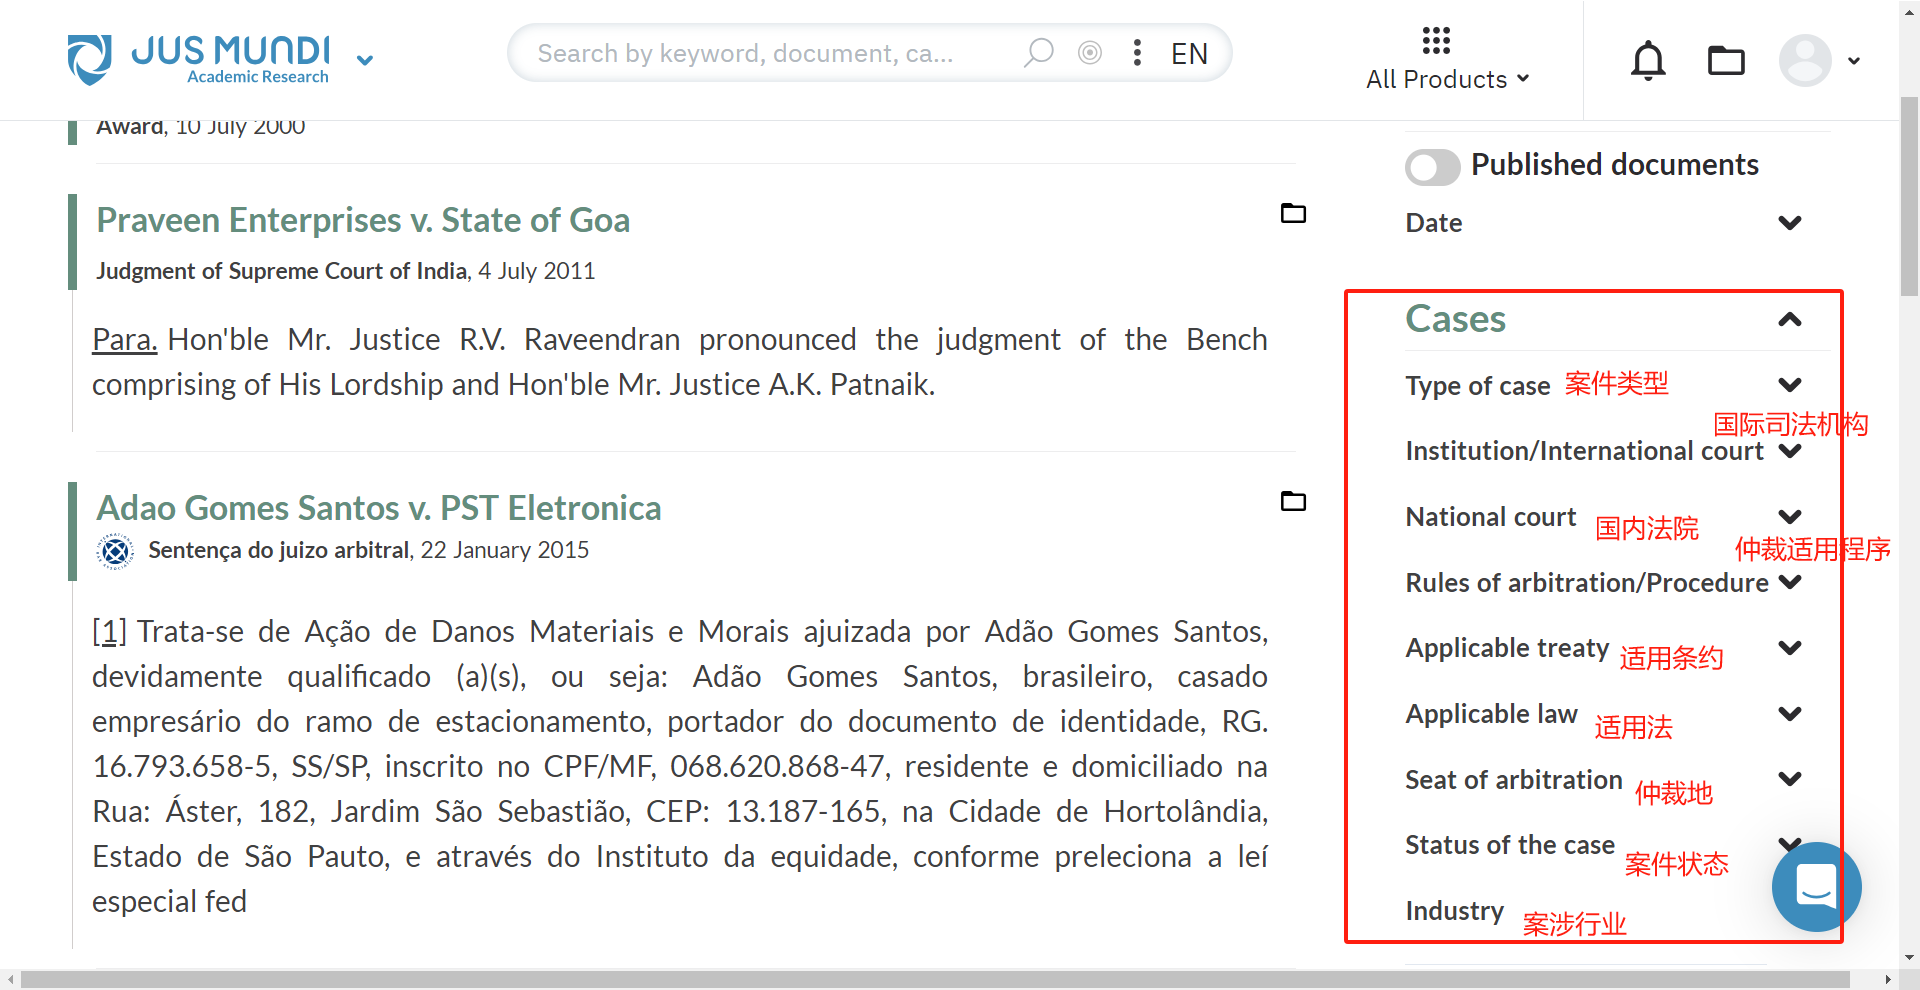 JUS MUNDI
Academic Research
Search by keyword, document, ca...
EN
All Products
Award, 10 July 2000
Praveen Enterprises v. State of Goa
Judgment of Supreme Court of India, 4 July 2011
Para. Hon'ble Mr. Justice R.V. Raveendran pronounced the judgment of the Bench
comprising of His Lordship and Hon'ble Mr. Justice A.K. Patnaik.
Adao Gomes Santos v. PST Eletronica
Sentença do juizo arbitral, 22 January 2015
[1] Trata-se de Ação de Danos Materiais e Morais ajuizada por Adão Gomes Santos,
devidamente qualificado (a)(s), ou seja: Adão Gomes Santos, brasileiro, casado
empresário do ramo de estacionamento, portador do documento de identidade, RG.
16.793.658-5, SS/SP, inscrito no CPF/MF, 068.620.868-47, residente e domiciliado na
Rua: Áster, 182, Jardim São Sebastião, CEP: 13.187-165, na Cidade de Hortolândia,
Estado de São Pauto, e através do Instituto da equidade, conforme preleciona a leí
especial fed
Published documents
Date
Cases
Type of case 案件类型
国际司法机构
Institution/International court
National court 国内法院
仲裁适用程序
Rules of arbitration/Procedure
Applicable treaty 适用条约
Applicable law 适用法
Seat of arbitration 仲裁地
Status of the case 案件状态
Industry 案涉行业